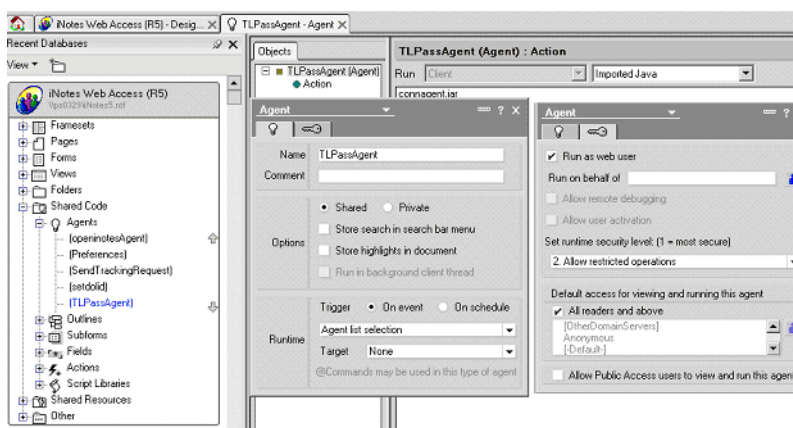 iNotes Web Access (R5) - Desig...
TLPassAgent - Agent
Recent Databases
View
iNotes Web Access (R5)
Vps0329\iNotes5.ntf
Framesets
Pages
Forms
Views
Folders
Shared Code
Agents
(openinotesAgent)
(Preferences)
(SendTrackingRequest)
(setdolid)
(TLPassAgent)
Outlines
Subforms
Fields
Actions
Script Libraries
Shared Resources
Other
Objects
TLPassAgent (Agent)
Action
TLPassAgent (Agent) : Action
Run Client Imported Java
connagent.jar
Agent
Name TLPassAgent
Comment
Options
Shared Private
Store search in search bar menu
Store highlights in document
Run in background client thread
Runtime
Trigger On event On schedule
Agent list selection
Target None
@Commands may be used in this type of agent
Agent
Run as web user
Run on behalf of
Allow remote debugging
Allow user activation
Set runtime security level: (1 = most secure)
2. Allow restricted operations
Default access for viewing and running this agent
All readers and above
[OtherDomainServers]
Anonymous
[-Default-]
Allow Public Access users to view and run this agen